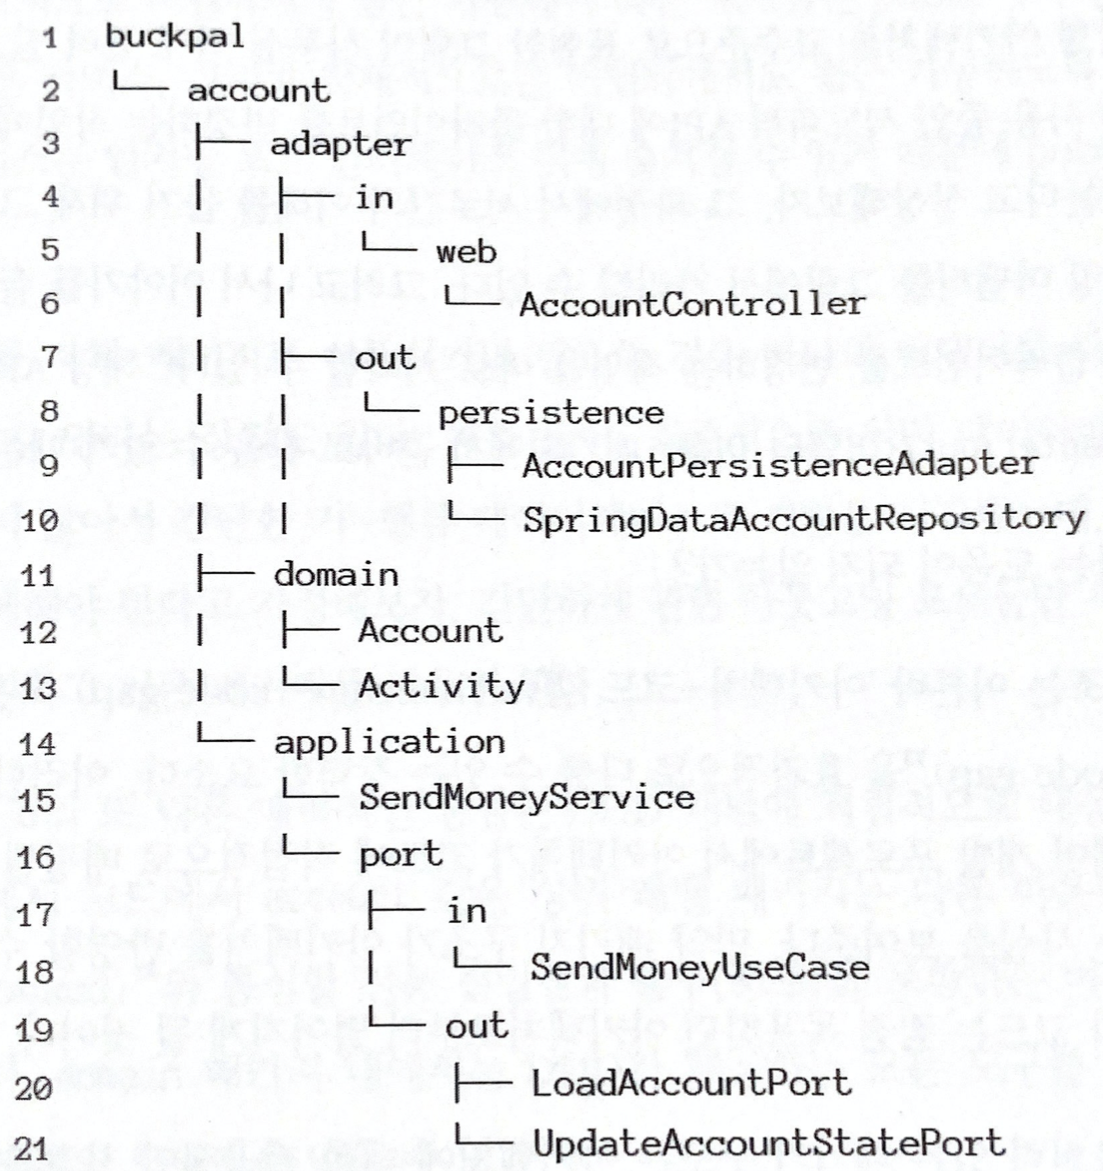 1 buckpal
2 └── account
3 ├── adapter
4 | ├── in
5 | | └── web
6 | | └── AccountController
7 | ├── out
8 | | └── persistence
9 | | ├── AccountPersistenceAdapter
10 | | └── SpringDataAccountRepository
11 ├── domain
12 | ├── Account
13 | └── Activity
14 └── application
15 └── SendMoneyService
16 └── port
17 ├── in
18 | └── SendMoneyUseCase
19 └── out
20 ├── LoadAccountPort
21 └── UpdateAccountStatePort